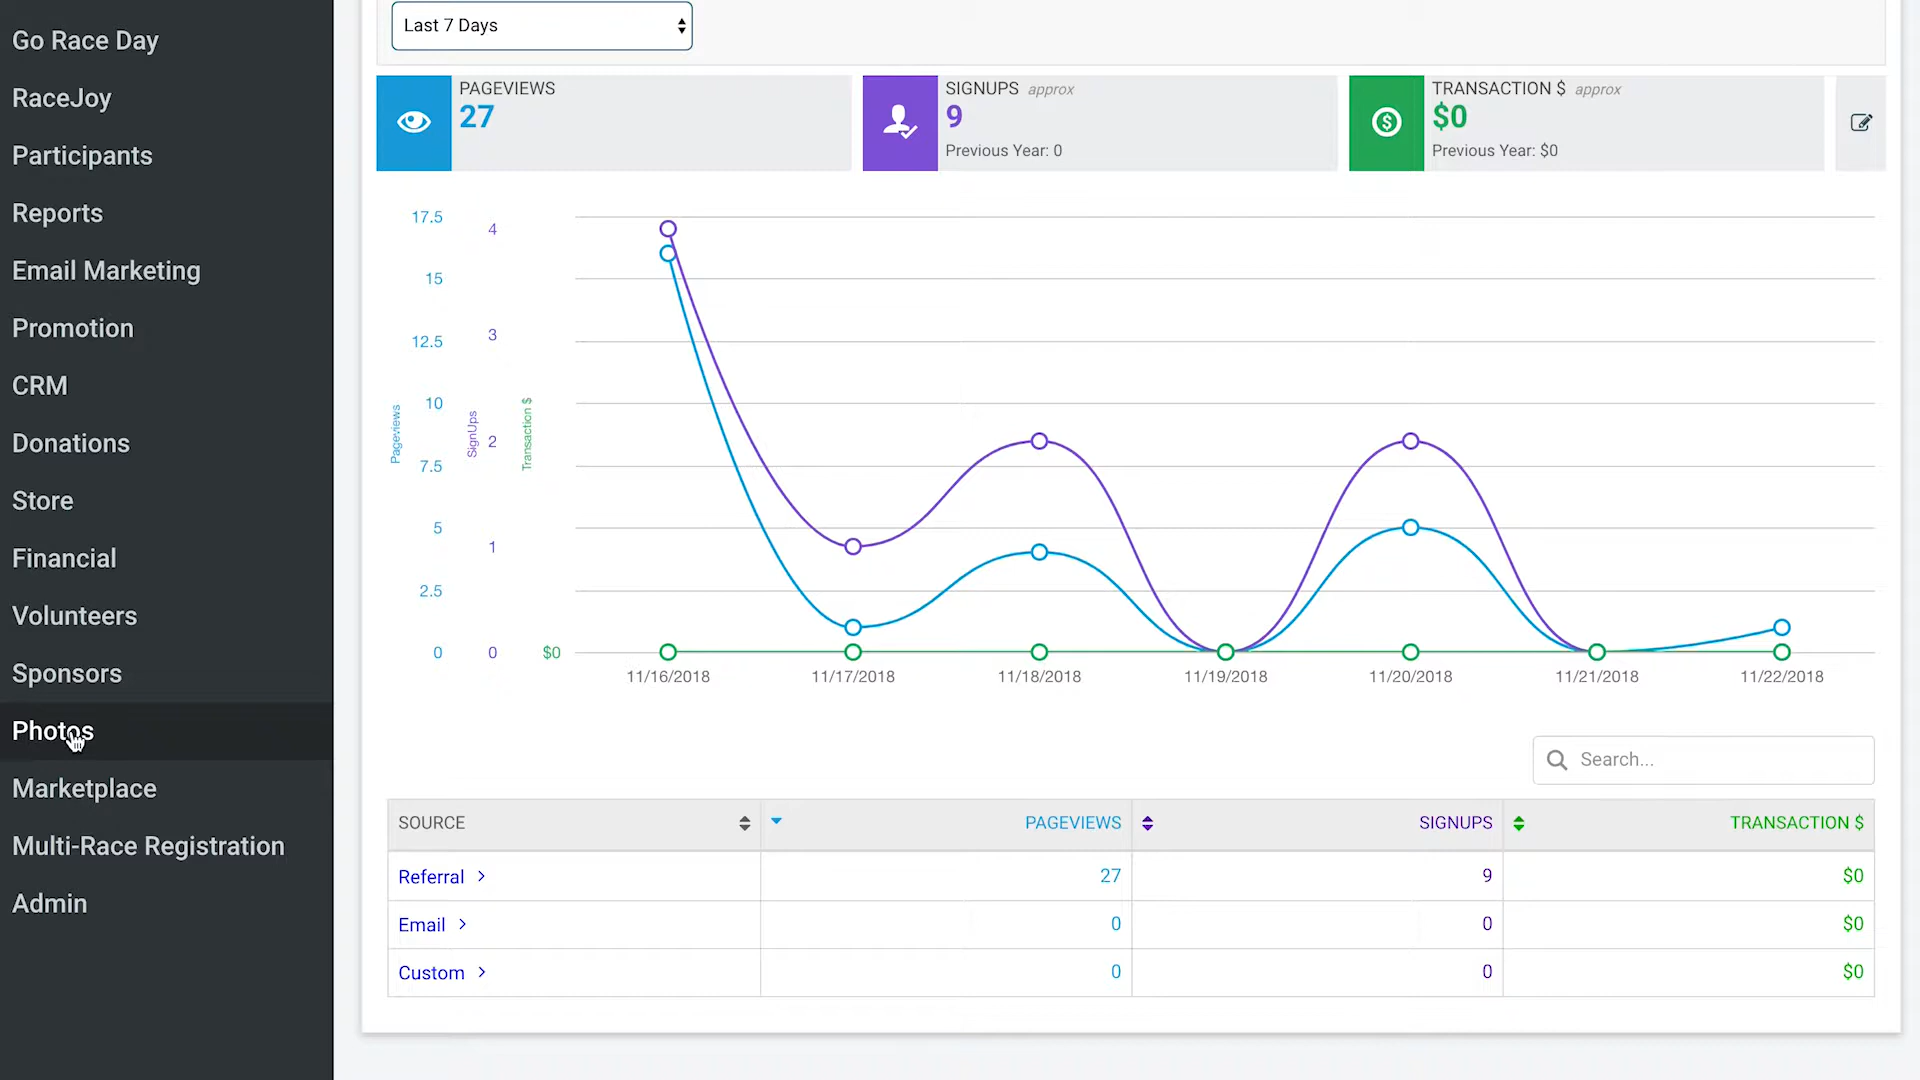 Go Race Day
RaceJoy
Participants
Reports
Email Marketing
Promotion
CRM
Donations
Store
Financial
Volunteers
Sponsors
Photos
Marketplace
Multi-Race Registration
Admin
Last 7 Days
PAGEVIEWS
27
SIGNUPS approx
9
Previous Year: 0
TRANSACTION $ approx
$0
Previous Year: $0
Pageviews
17.5
15
12.5
10
7.5
5
2.5
0
SignUps
4
3
2
1
0
Transaction $
$0
11/16/2018 11/17/2018 11/18/2018 11/19/2018 11/20/2018 11/21/2018 11/22/2018
Search...
SOURCE PAGEVIEWS SIGNUPS TRANSACTION $
Referral 27 9 $0
Email 0 0 $0
Custom 0 0 $0